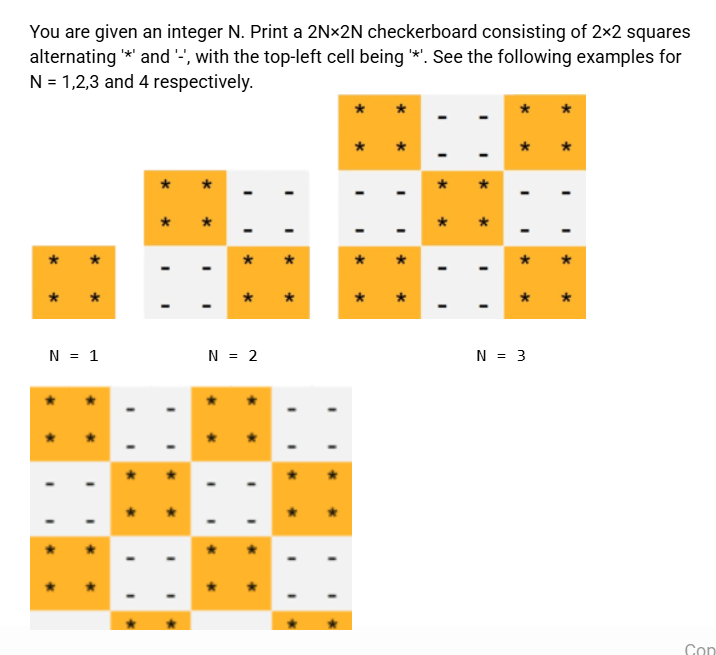 You are given an integer N. Print a 2N×2N checkerboard consisting of 2×2 squares
alternating '*' and '-', with the top-left cell being '*'. See the following examples for
N = 1,2,3 and 4 respectively.
* * - - * *
* * - - * *
* * - - - - * * - -
* * - - - - * * - -
* * - - * * * * - - * *
* * - - * * * * - - * *
N = 1 N = 2 N = 3
* * - - * * - -
* * - - * * - -
- - * * - - * *
- - * * - - * *
* * - - * * - -
* * - - * * - -
* * * *